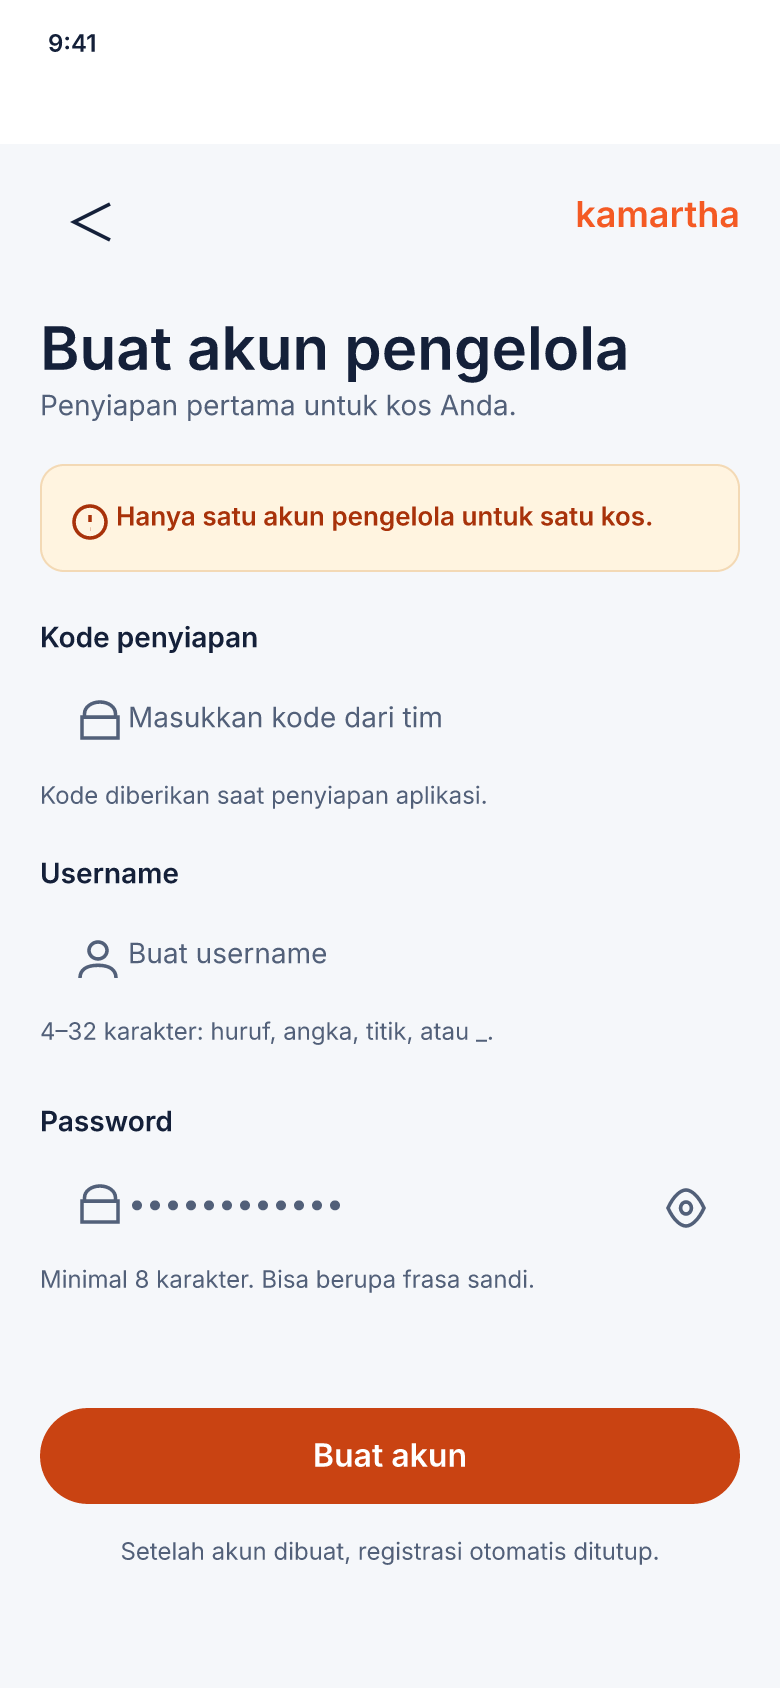 9:41
kamartha
Buat akun pengelola
Penyiapan pertama untuk kos Anda.
Hanya satu akun pengelola untuk satu kos.
Kode penyiapan
Masukkan kode dari tim
Kode diberikan saat penyiapan aplikasi.
Username
Buat username
4–32 karakter: huruf, angka, titik, atau _.
Password
••••••••••••
Minimal 8 karakter. Bisa berupa frasa sandi.
Buat akun
Setelah akun dibuat, registrasi otomatis ditutup.